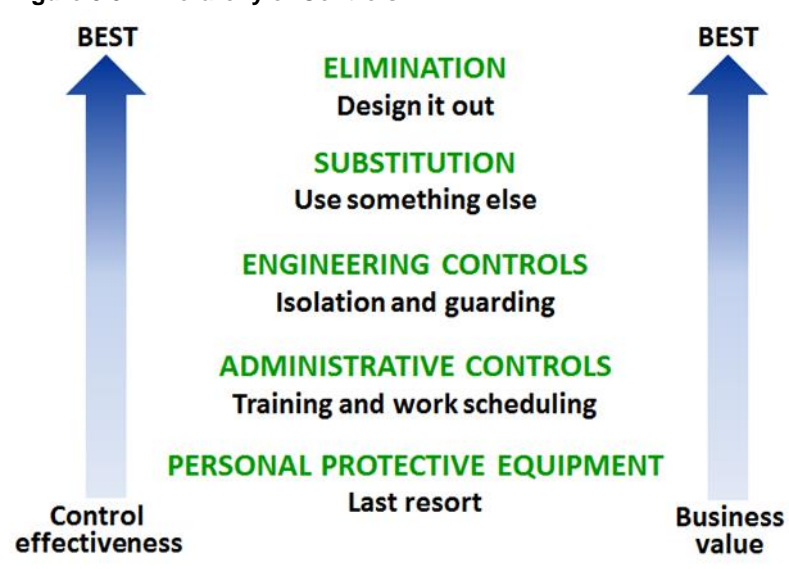 BEST
BEST
ELIMINATION
Design it out
SUBSTITUTION
Use something else
ENGINEERING CONTROLS
Isolation and guarding
ADMINISTRATIVE CONTROLS
Training and work scheduling
PERSONAL PROTECTIVE EQUIPMENT
Last resort
Control
effectiveness
Business
value